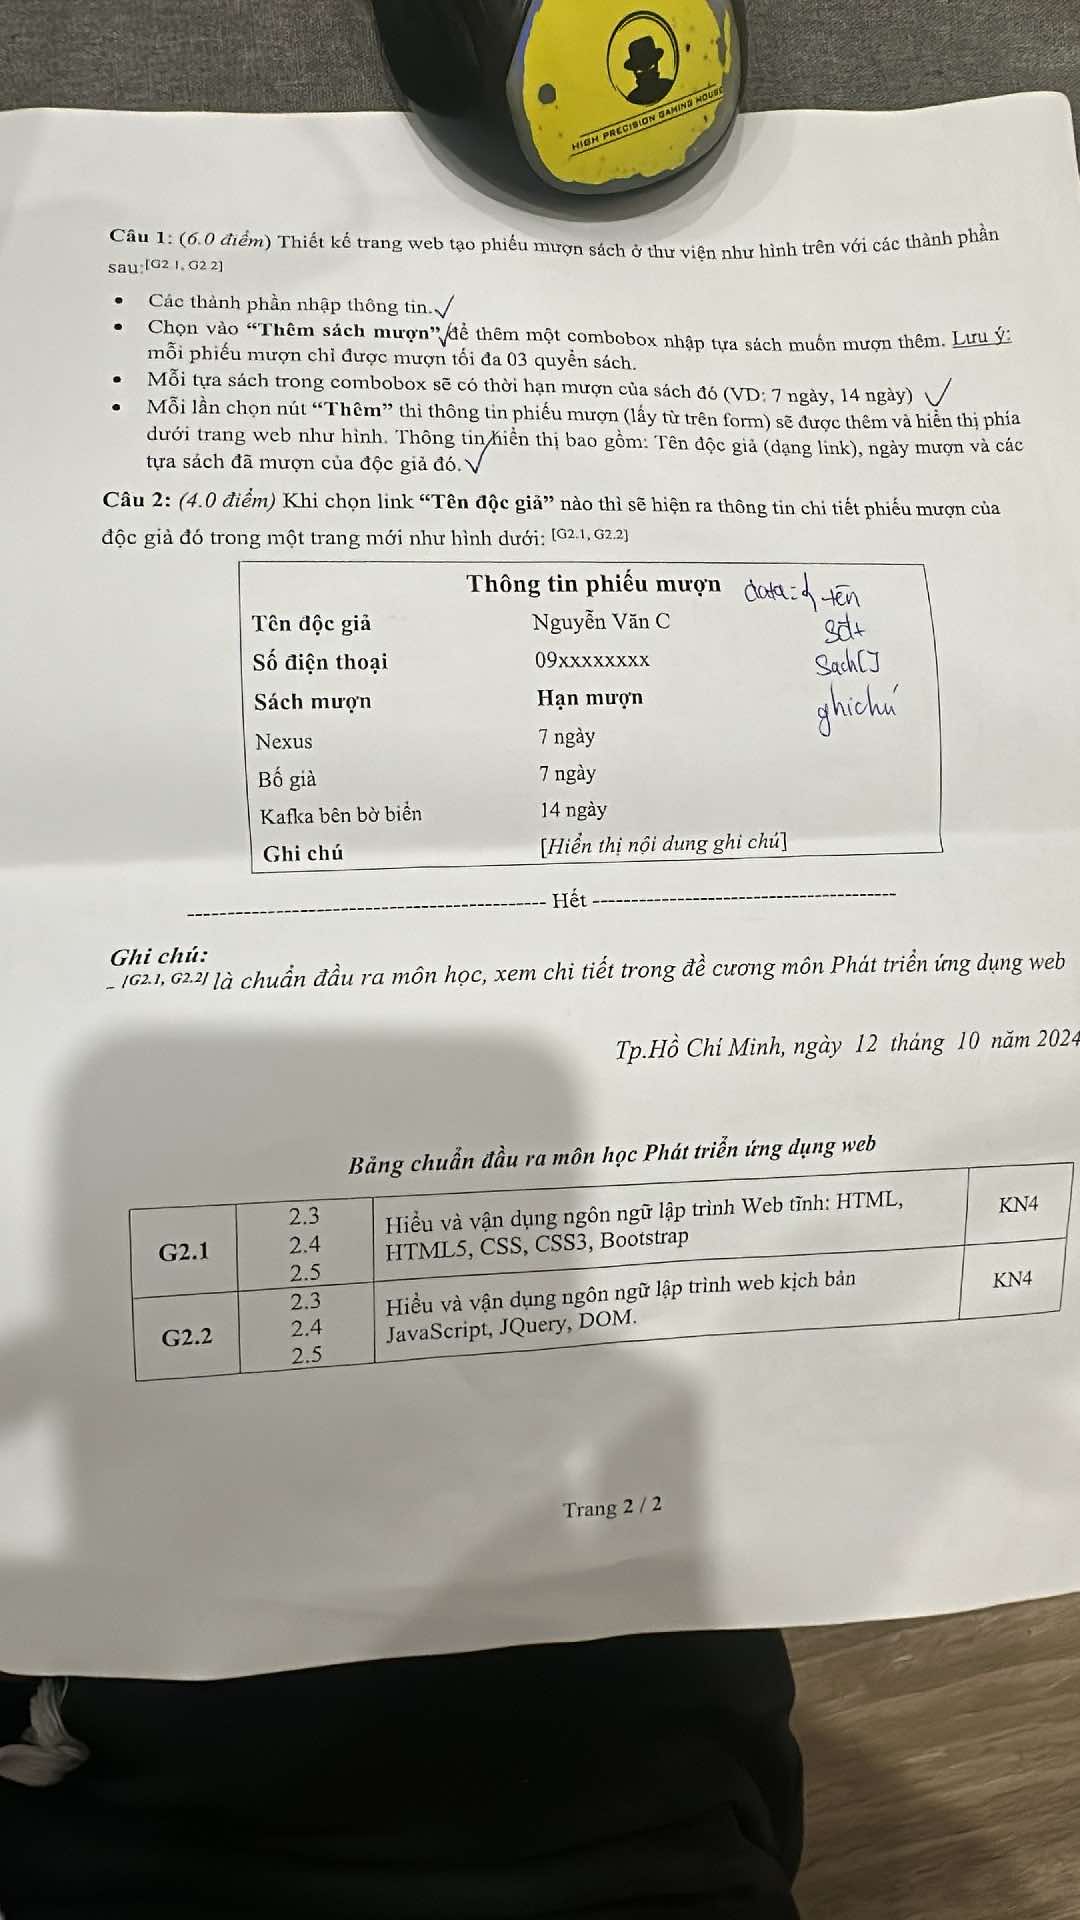 HIGH PRECISION GAMING HOUSE
Câu 1: (6.0 điểm) Thiết kế trang web tạo phiếu mượn sách ở thư viện như hình trên với các thành phần
sau:[G2.1, G2.2]
• Các thành phần nhập thông tin.
• Chọn vào “Thêm sách mượn” để thêm một combobox nhập tựa sách muốn mượn thêm. Lưu ý:
mỗi phiếu mượn chỉ được mượn tối đa 03 quyển sách.
• Mỗi tựa sách trong combobox sẽ có thời hạn mượn của sách đó (VD: 7 ngày, 14 ngày)
• Mỗi lần chọn nút “Thêm” thì thông tin phiếu mượn (lấy từ trên form) sẽ được thêm và hiển thị phía
dưới trang web như hình. Thông tin hiển thị bao gồm: Tên độc giả (dạng link), ngày mượn và các
tựa sách đã mượn của độc giả đó.
Câu 2: (4.0 điểm) Khi chọn link “Tên độc giả” nào thì sẽ hiện ra thông tin chi tiết phiếu mượn của
độc giả đó trong một trang mới như hình dưới: [G2.1, G2.2]
Thông tin phiếu mượn data = { tên
Tên độc giả Nguyễn Văn C sđt
Số điện thoại 09xxxxxxxx Sach[]
Sách mượn Hạn mượn ghichú
Nexus 7 ngày
Bố già 7 ngày
Kafka bên bờ biển 14 ngày
Ghi chú [Hiển thị nội dung ghi chú]
Hết
Ghi chú:
- [G2.1, G2.2] là chuẩn đầu ra môn học, xem chi tiết trong đề cương môn Phát triển ứng dụng web
Tp.Hồ Chí Minh, ngày 12 tháng 10 năm 2024
Bảng chuẩn đầu ra môn học Phát triển ứng dụng web
G2.1
2.3
2.4
2.5
Hiểu và vận dụng ngôn ngữ lập trình Web tĩnh: HTML,
HTML5, CSS, CSS3, Bootstrap
KN4
G2.2
2.3
2.4
2.5
Hiểu và vận dụng ngôn ngữ lập trình web kịch bản
JavaScript, JQuery, DOM.
KN4
Trang 2 / 2